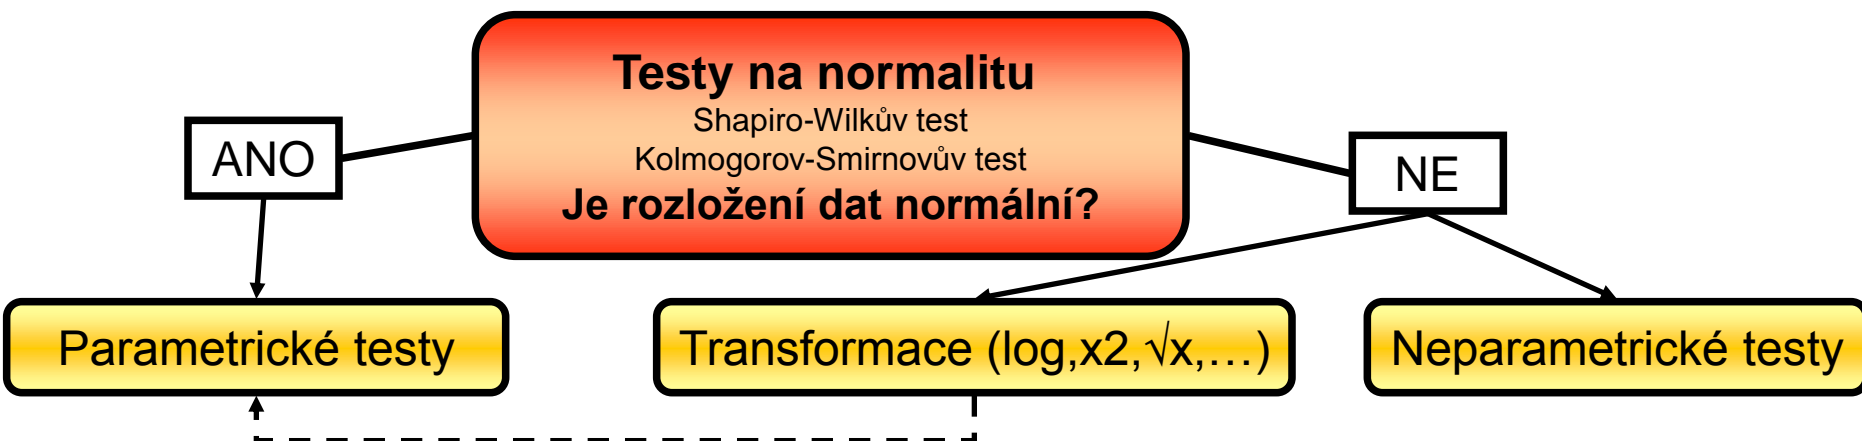 Testy na normalitu
Shapiro-Wilkův test
Kolmogorov-Smirnovův test
Je rozložení dat normální?
ANO
NE
Parametrické testy
Transformace (log,x2,√x,…)
Neparametrické testy